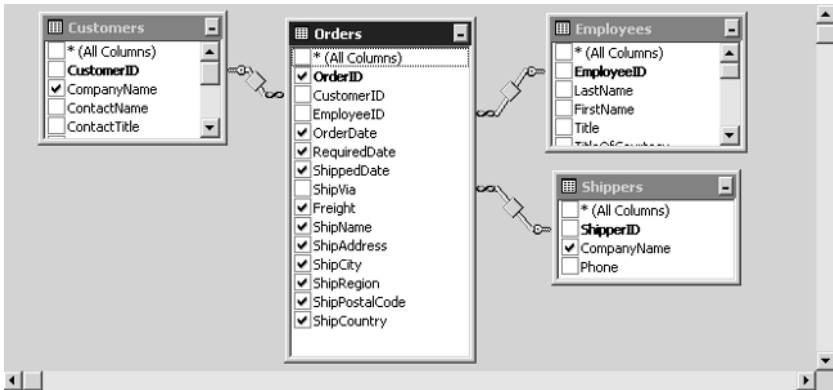 Customers
* (All Columns)
CustomerID
CompanyName
ContactName
ContactTitle
Orders
* (All Columns)
OrderID
CustomerID
EmployeeID
OrderDate
RequiredDate
ShippedDate
ShipVia
Freight
ShipName
ShipAddress
ShipCity
ShipRegion
ShipPostalCode
ShipCountry
Employees
* (All Columns)
EmployeeID
LastName
FirstName
Title
TitleOfCourtesy
Shippers
* (All Columns)
ShipperID
CompanyName
Phone